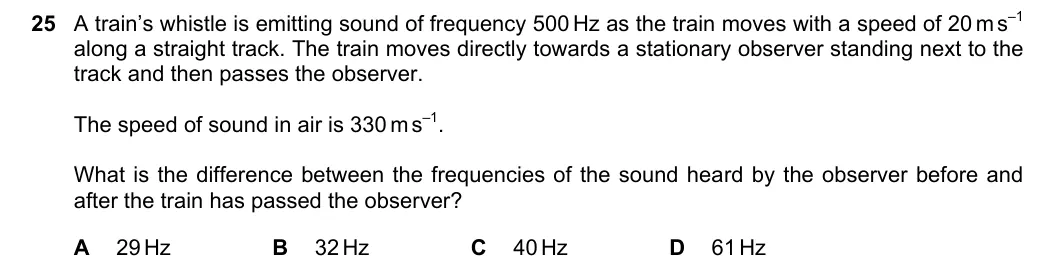 25 A train's whistle is emitting sound of frequency 500 Hz as the train moves with a speed of 20 m s⁻¹
along a straight track. The train moves directly towards a stationary observer standing next to the
track and then passes the observer.
The speed of sound in air is 330 m s⁻¹.
What is the difference between the frequencies of the sound heard by the observer before and
after the train has passed the observer?
A 29 Hz B 32 Hz C 40 Hz D 61 Hz